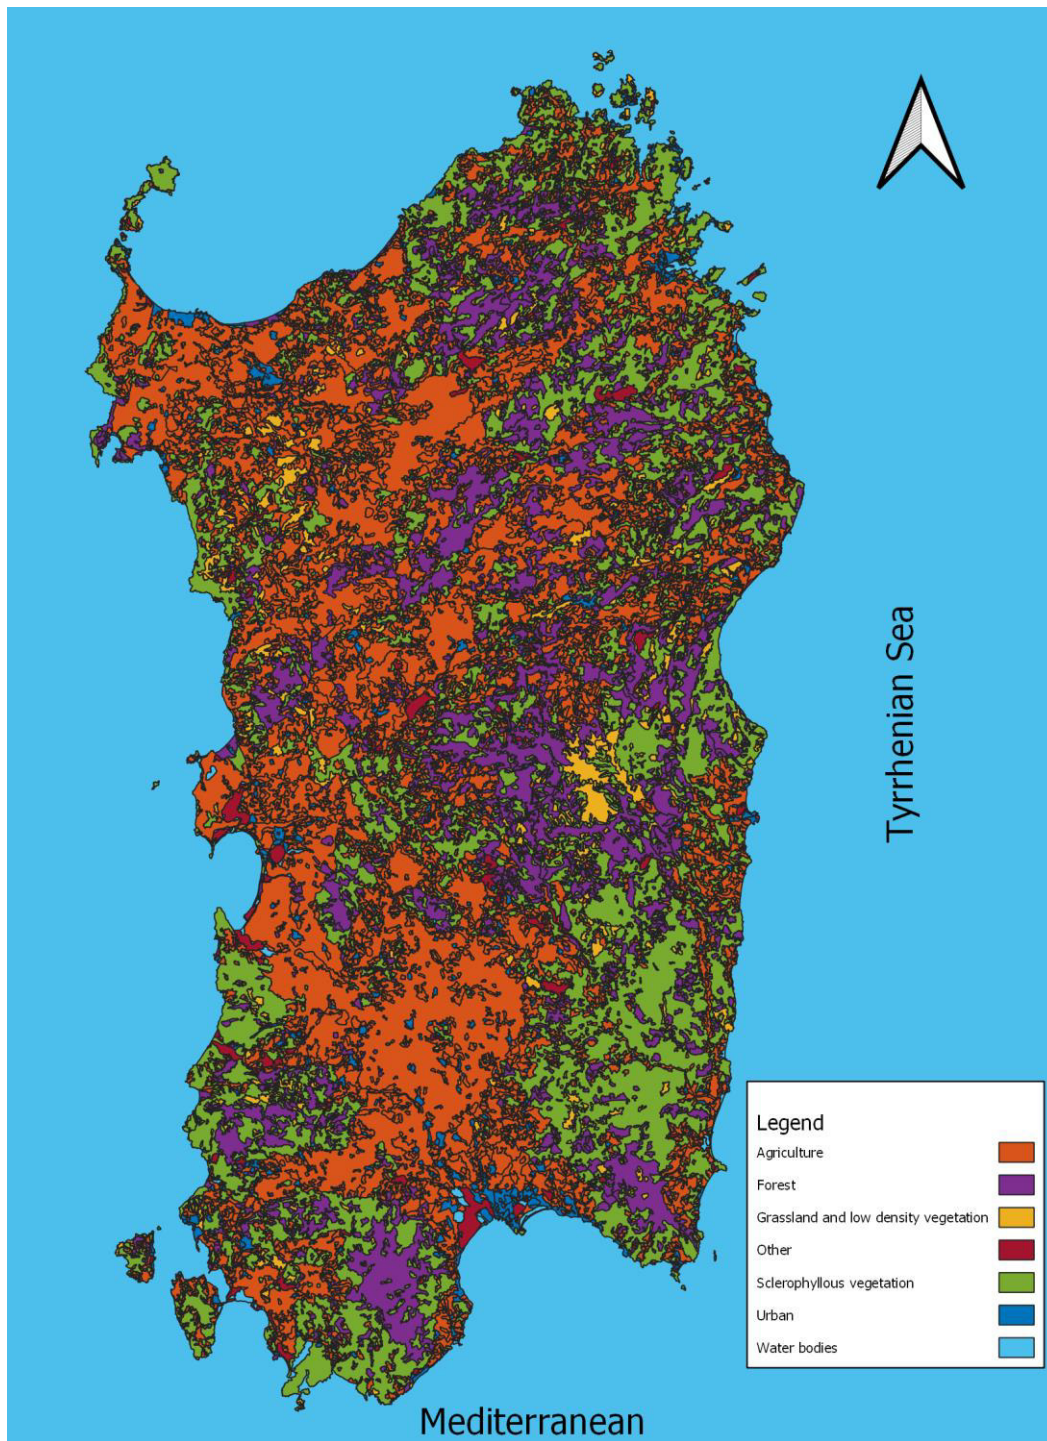 Tyrrhenian Sea
Legend
Agriculture
Forest
Grassland and low density vegetation
Other
Sclerophyllous vegetation
Urban
Water bodies
Mediterranean